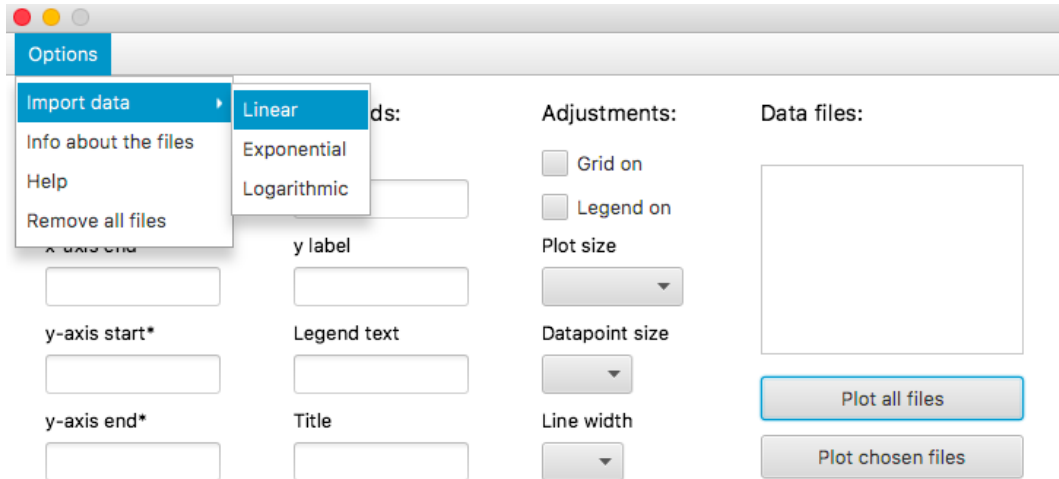 Options
Import data
Info about the files
Help
Remove all files
Linear
Exponential
Logarithmic
ds:
x-axis end
y-axis start*
y-axis end*
y label
Legend text
Title
Adjustments:
Grid on
Legend on
Plot size
Datapoint size
Line width
Data files:
Plot all files
Plot chosen files